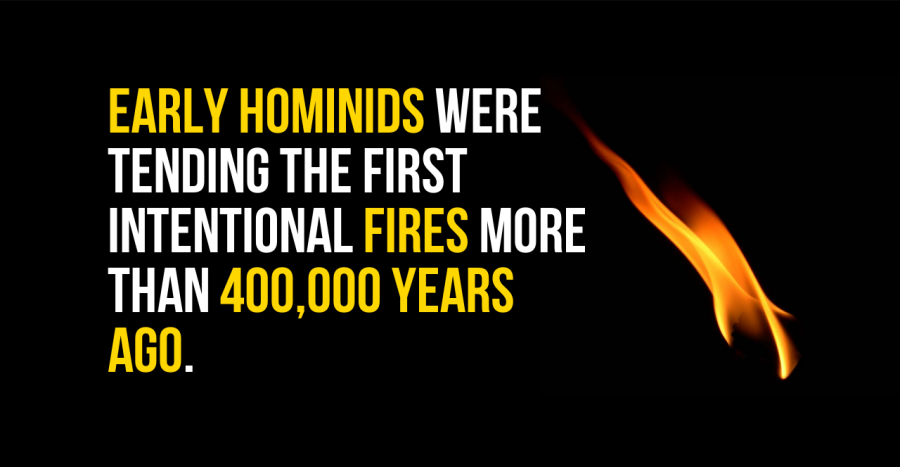 EARLY HOMINIDS WERE
TENDING THE FIRST
INTENTIONAL FIRES MORE
THAN 400,000 YEARS
AGO.